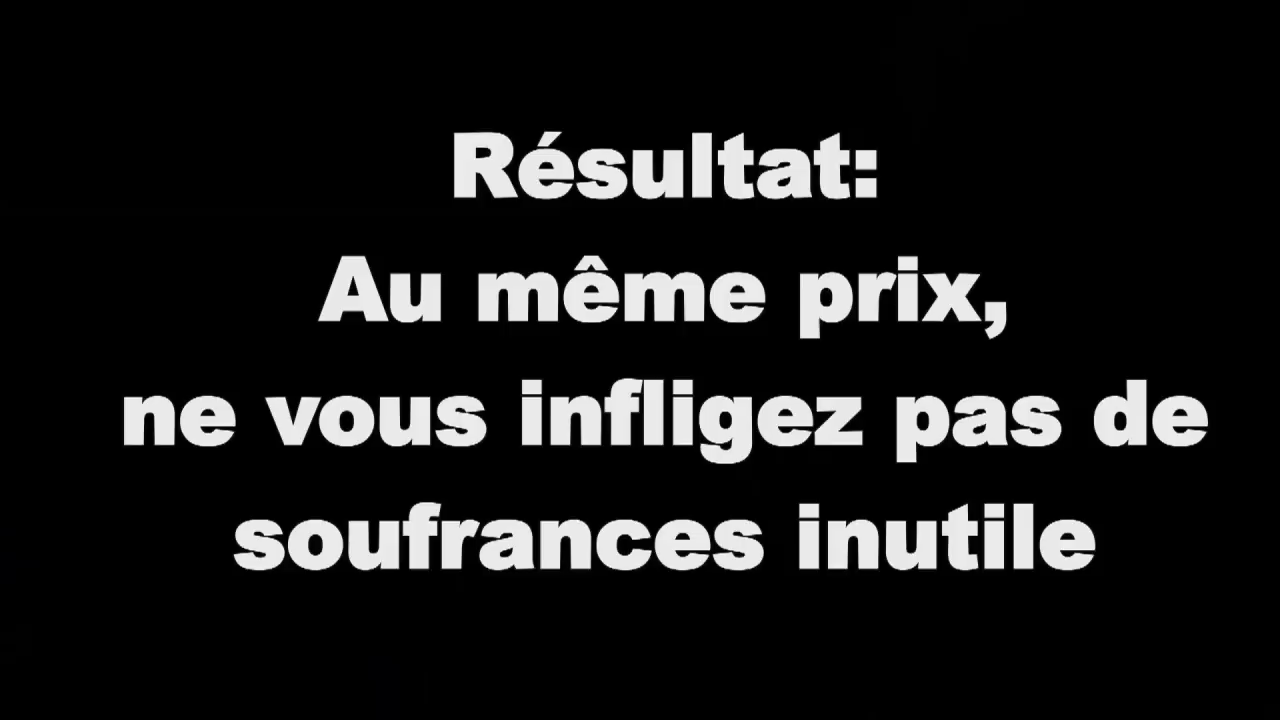 Résultat:
Au même prix,
ne vous infligez pas de
soufrances inutile